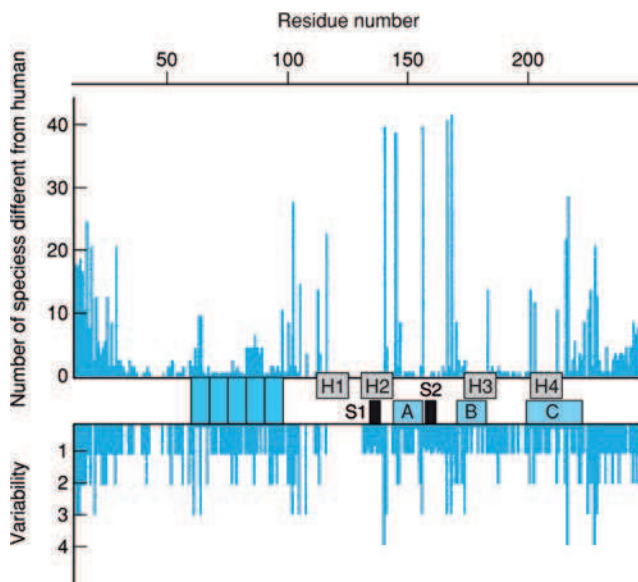 Residue number
50 100 150 200
Number of speciess different from human
40
30
20
10
0
H1 H2 S2 H3 H4
S1 A B C
Variability
1
2
3
4